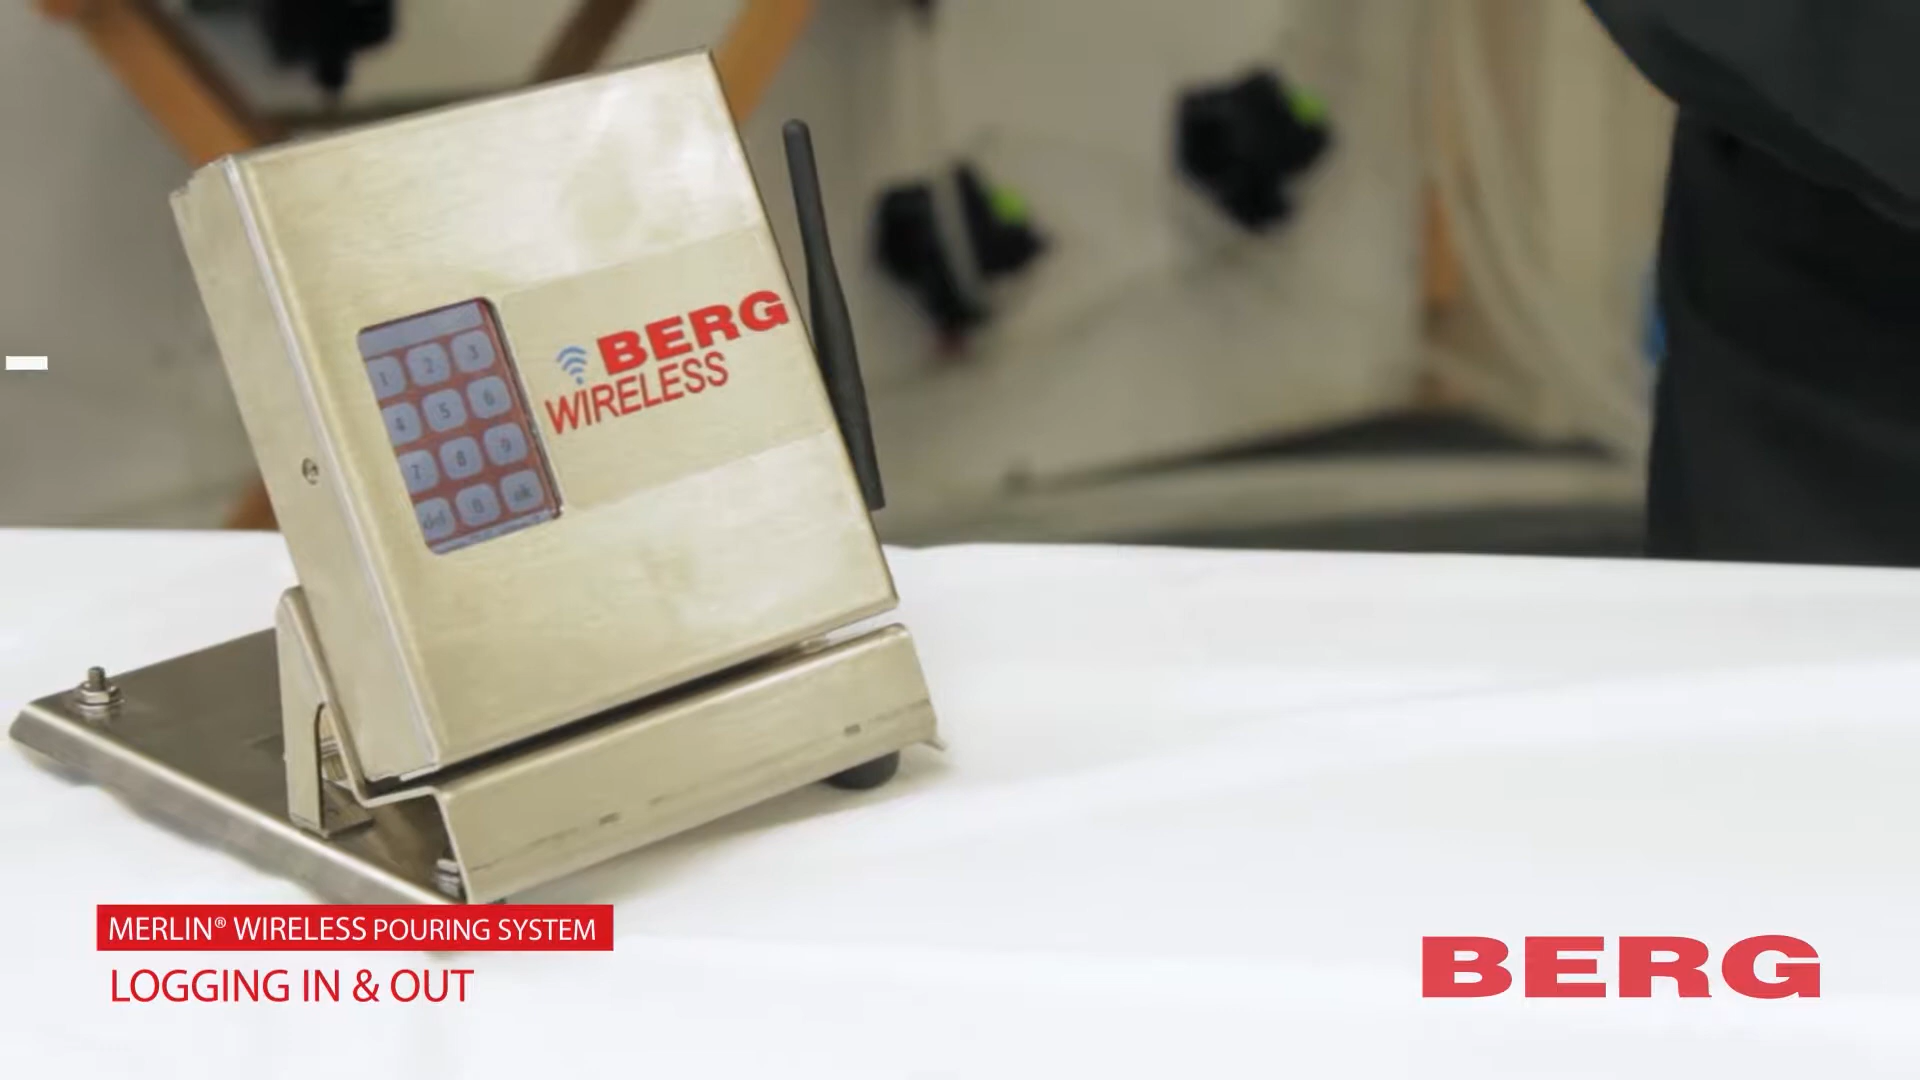 BERG
WIRELESS
1 2 3
4 5 6
7 8 9
del 0 ok
MERLIN® WIRELESS POURING SYSTEM
LOGGING IN & OUT
BERG